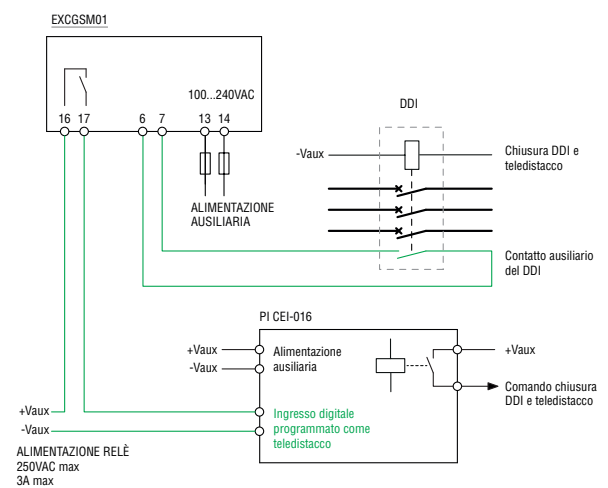 EXCGSM01
100...240VAC
16 17 6 7 13 14
ALIMENTAZIONE
AUSILIARIA
DDI
-Vaux
Chiusura DDI e
teledistacco
Contatto ausiliario
del DDI
PI CEI-016
+Vaux
-Vaux
Alimentazione
ausiliaria
+Vaux
Comando chiusura
DDI e teledistacco
Ingresso digitale
programmato come
teledistacco
+Vaux
-Vaux
ALIMENTAZIONE RELÈ
250VAC max
3A max